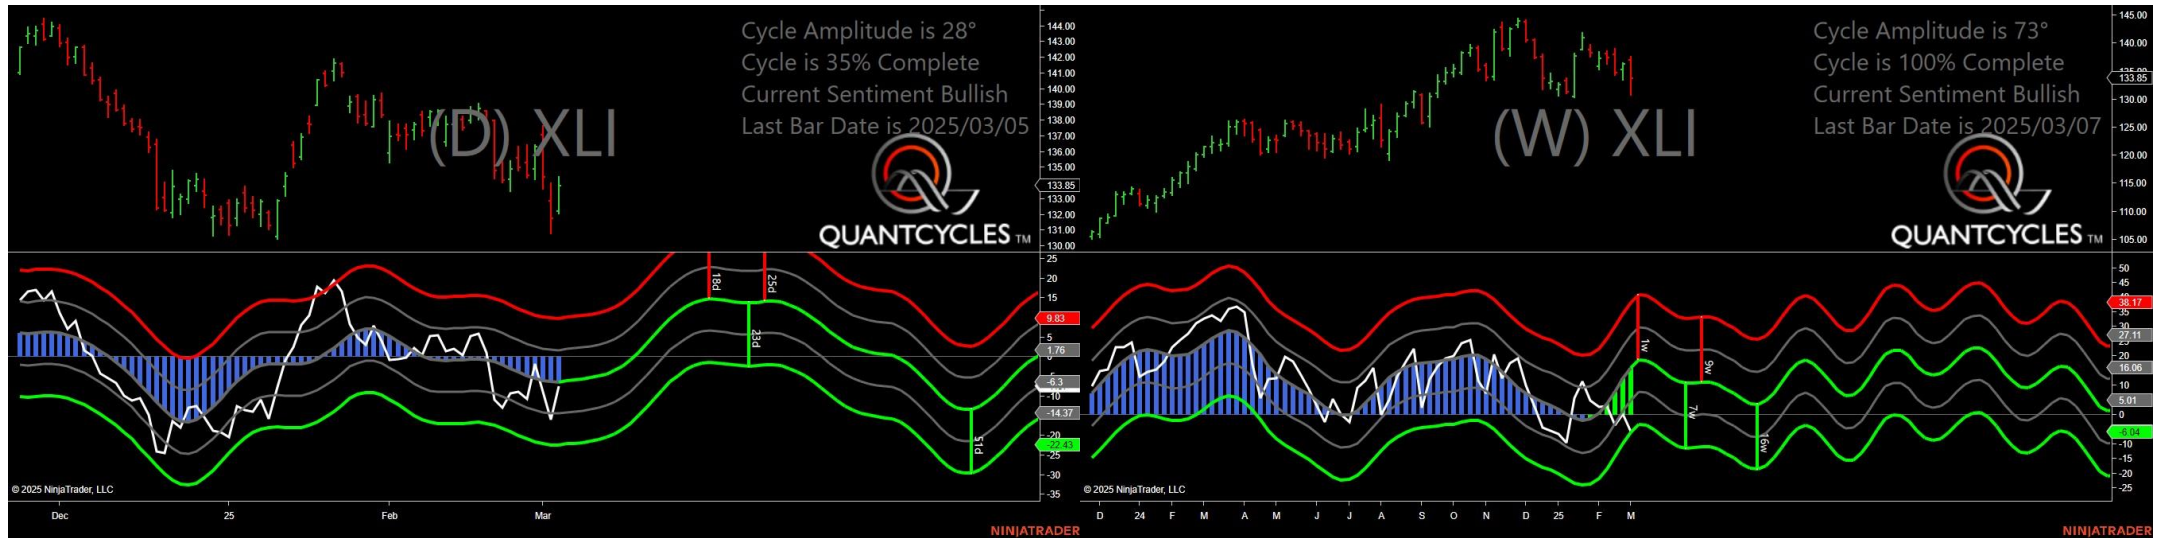 Cycle Amplitude is 28°
Cycle is 35% Complete
Current Sentiment Bullish
Last Bar Date is 2025/03/05
(D) XLI
QUANTCYCLES TM
144.00
143.00
142.00
141.00
140.00
139.00
138.00
137.00
136.00
135.00
133.85
133.00
132.00
131.00
130.00
25
20
15
9.83
5
1.76
0
-6.3
-10
-14.37
-20
-22.43
-25
-30
-35
18d
25d
23d
51d
© 2025 NinjaTrader, LLC
Dec 25 Feb Mar
NINJATRADER
Cycle Amplitude is 73°
Cycle is 100% Complete
Current Sentiment Bullish
Last Bar Date is 2025/03/07
(W) XLI
QUANTCYCLES TM
145.00
140.00
135.00
133.85
130.00
125.00
120.00
115.00
110.00
105.00
50
45
38.17
35
30
27.11
20
16.06
10
5.01
0
-6.04
-10
-15
-20
-25
1w
9w
7w
16w
© 2025 NinjaTrader, LLC
D 24 F M A M J J A S O N D 25 F M
NINJATRADER